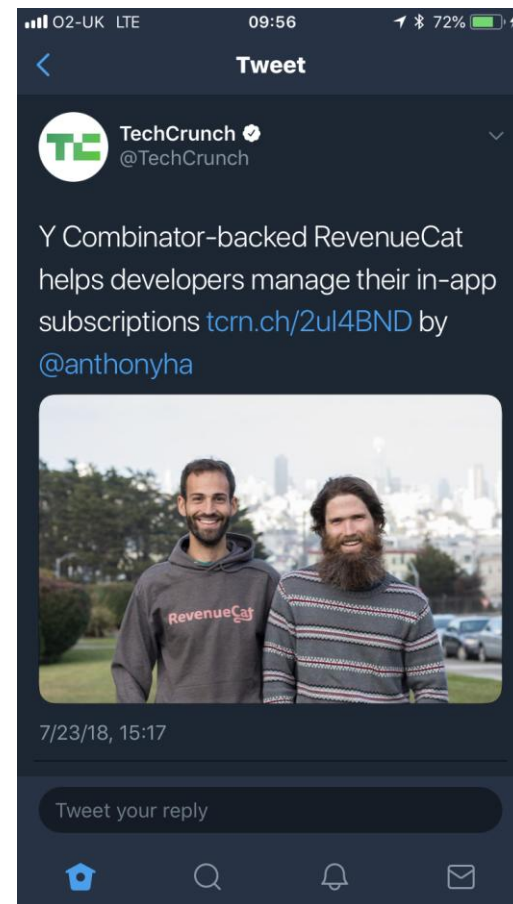 O2-UK LTE 09:56 72%
Tweet
TC
TechCrunch
@TechCrunch
Y Combinator-backed RevenueCat
helps developers manage their in-app
subscriptions tcrn.ch/2uI4BND by
@anthonyha
RevenueCat
7/23/18, 15:17
Tweet your reply